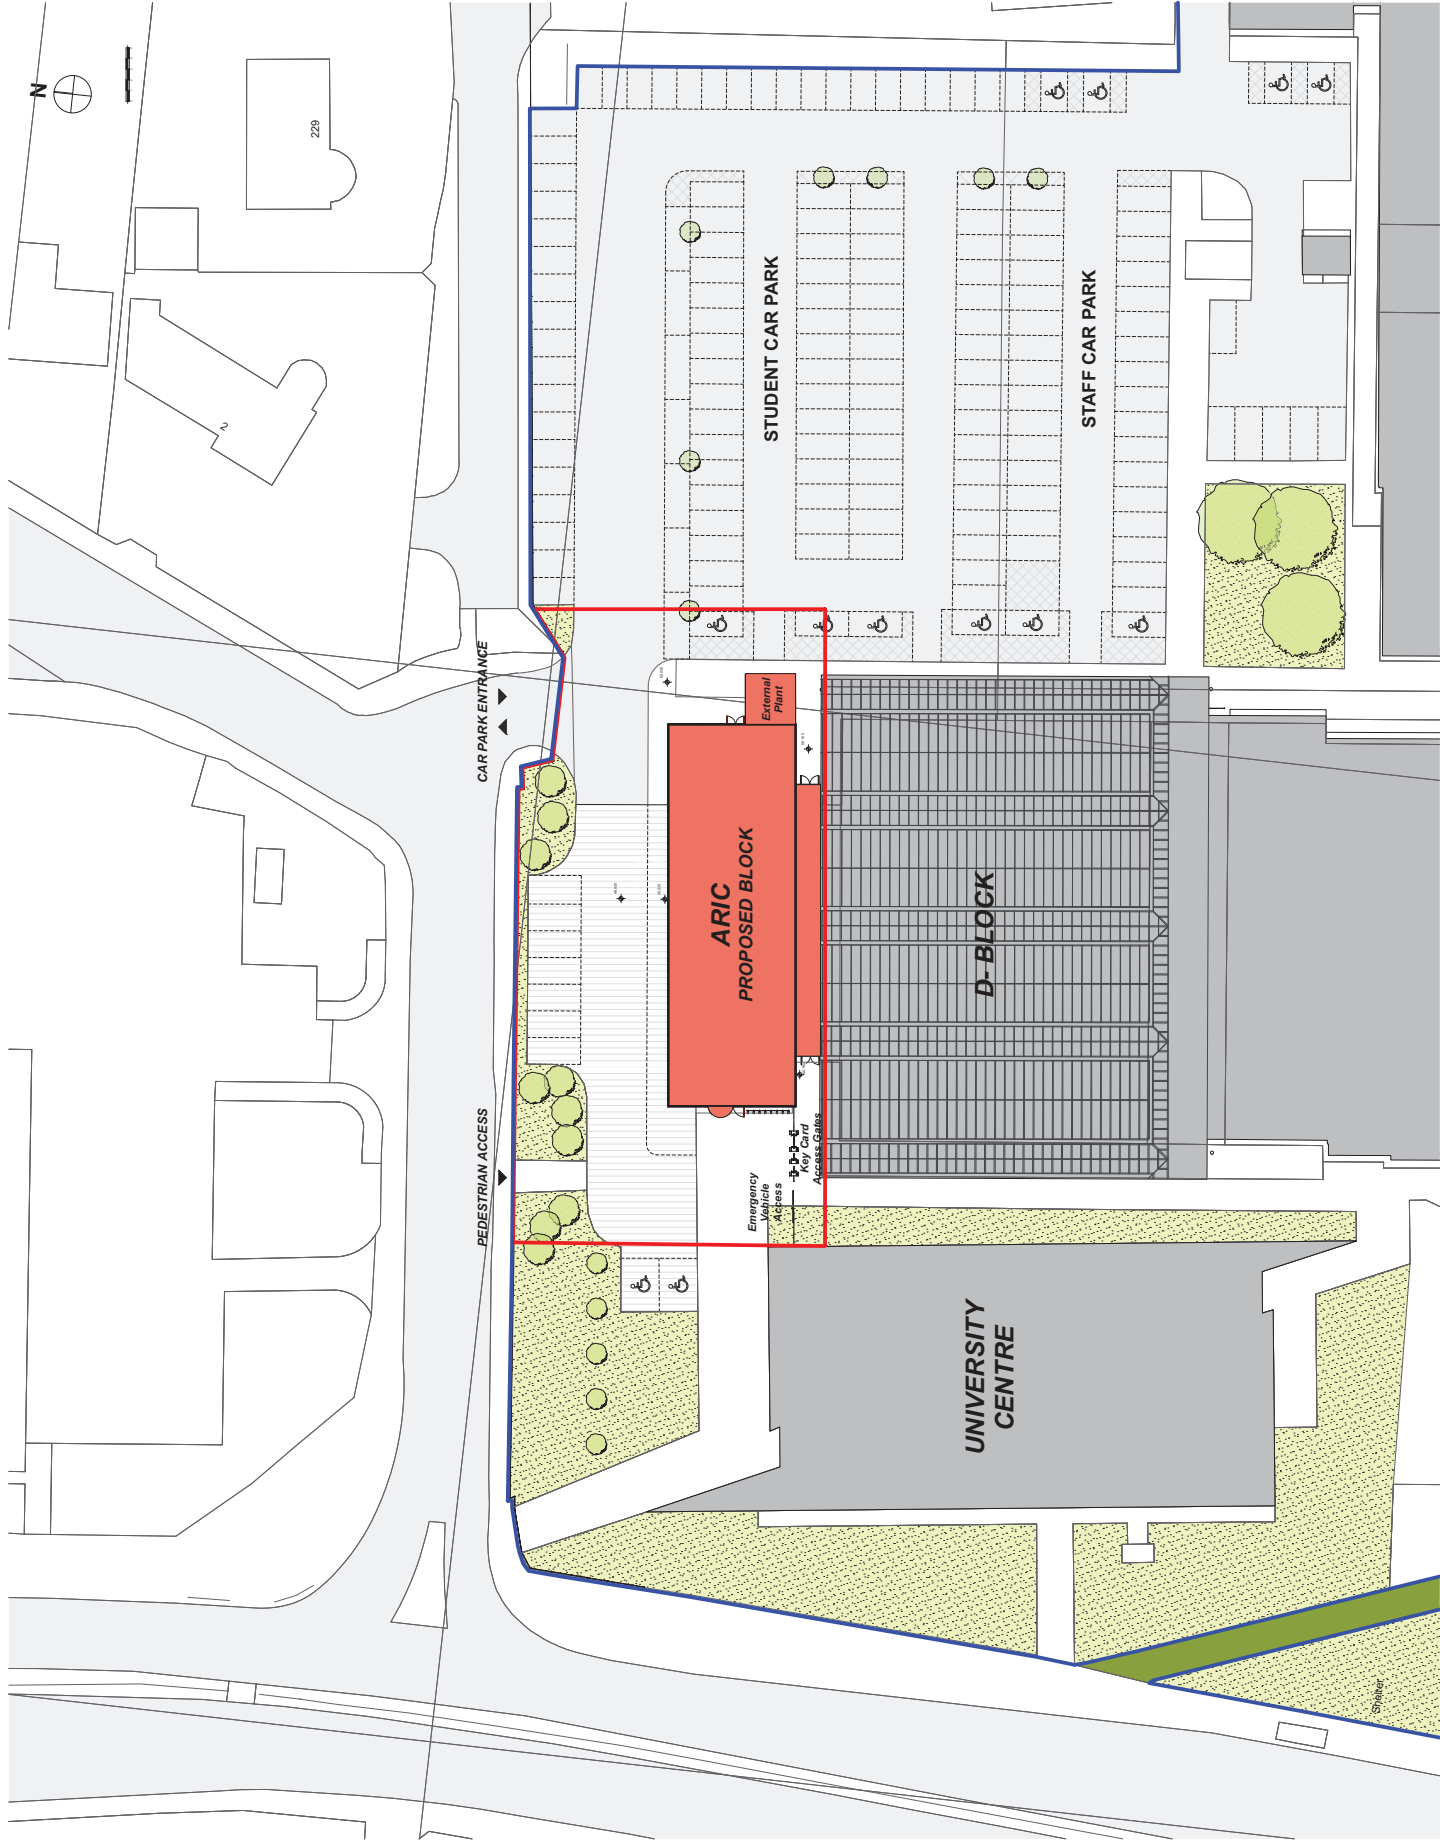 N
229
2
STUDENT CAR PARK
STAFF CAR PARK
CAR PARK ENTRANCE
External
Plant
ARIC
PROPOSED BLOCK
D- BLOCK
PEDESTRIAN ACCESS
Key Card
Access Gates
Emergency
Vehicle
Access
UNIVERSITY
CENTRE
Shelter